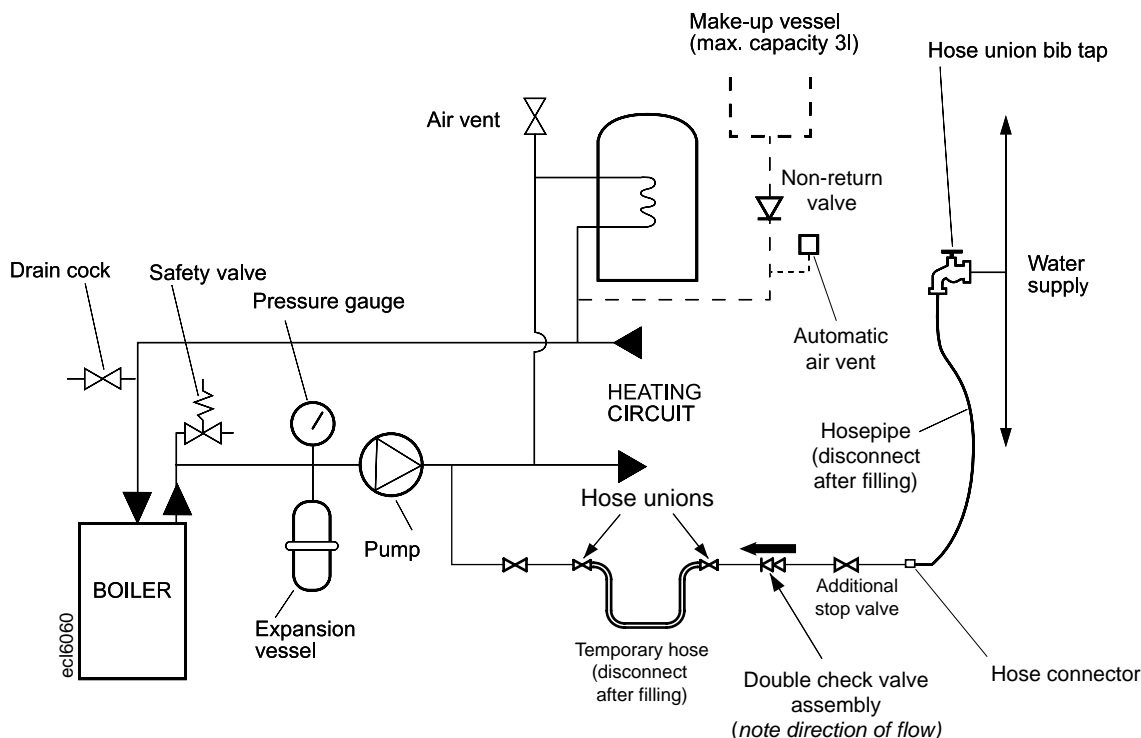 Make-up vessel
(max. capacity 3l)
Hose union bib tap
Air vent
Non-return
valve
Drain cock
Safety valve
Pressure gauge
Water
supply
Automatic
air vent
HEATING
CIRCUIT
Hosepipe
(disconnect
after filling)
Hose unions
Pump
BOILER
ecl6060
Expansion
vessel
Additional
stop valve
Temporary hose
(disconnect
after filling)
Double check valve
assembly
(note direction of flow)
Hose connector